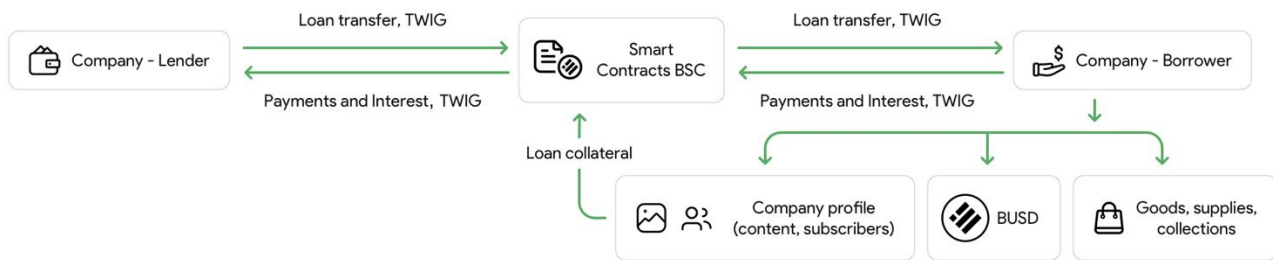 Loan transfer, TWIG
Loan transfer, TWIG
Company - Lender
Smart
Contracts BSC
Company - Borrower
Payments and Interest, TWIG
Payments and Interest, TWIG
Loan collateral
Company profile
(content, subscribers)
BUSD
Goods, supplies,
collections